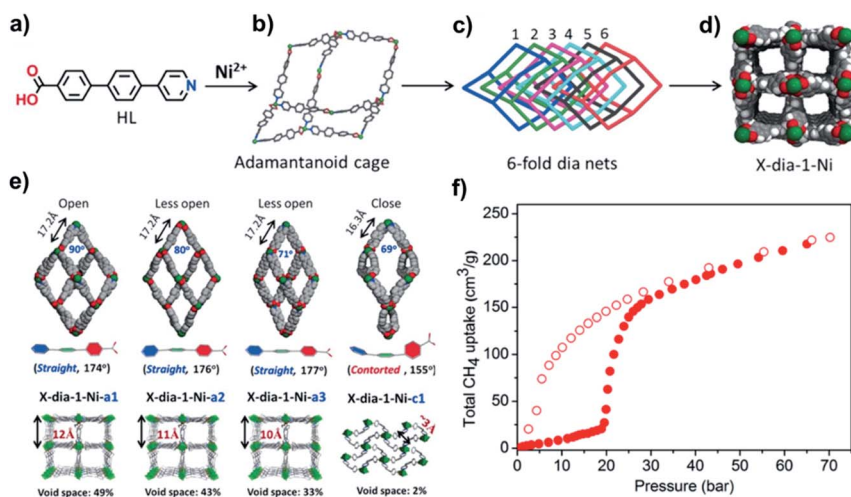 a)
b)
c)
d)
HO
O
N
HL
Ni2+
Adamantanoid cage
1 2 3 4 5 6
6-fold dia nets
X-dia-1-Ni
e)
Open
Less open
Less open
Close
17.2Å
17.2Å
17.2Å
16.3Å
90°
80°
71°
69°
(Straight, 174°)
(Straight, 176°)
(Straight, 177°)
(Contorted, 155°)
X-dia-1-Ni-a1
X-dia-1-Ni-a2
X-dia-1-Ni-a3
X-dia-1-Ni-c1
12Å
11Å
10Å
~3Å
Void space: 49%
Void space: 43%
Void space: 33%
Void space: 2%
f)
Total CH4 uptake (cm3/g)
250
200
150
100
50
0
0 10 20 30 40 50 60 70
Pressure (bar)